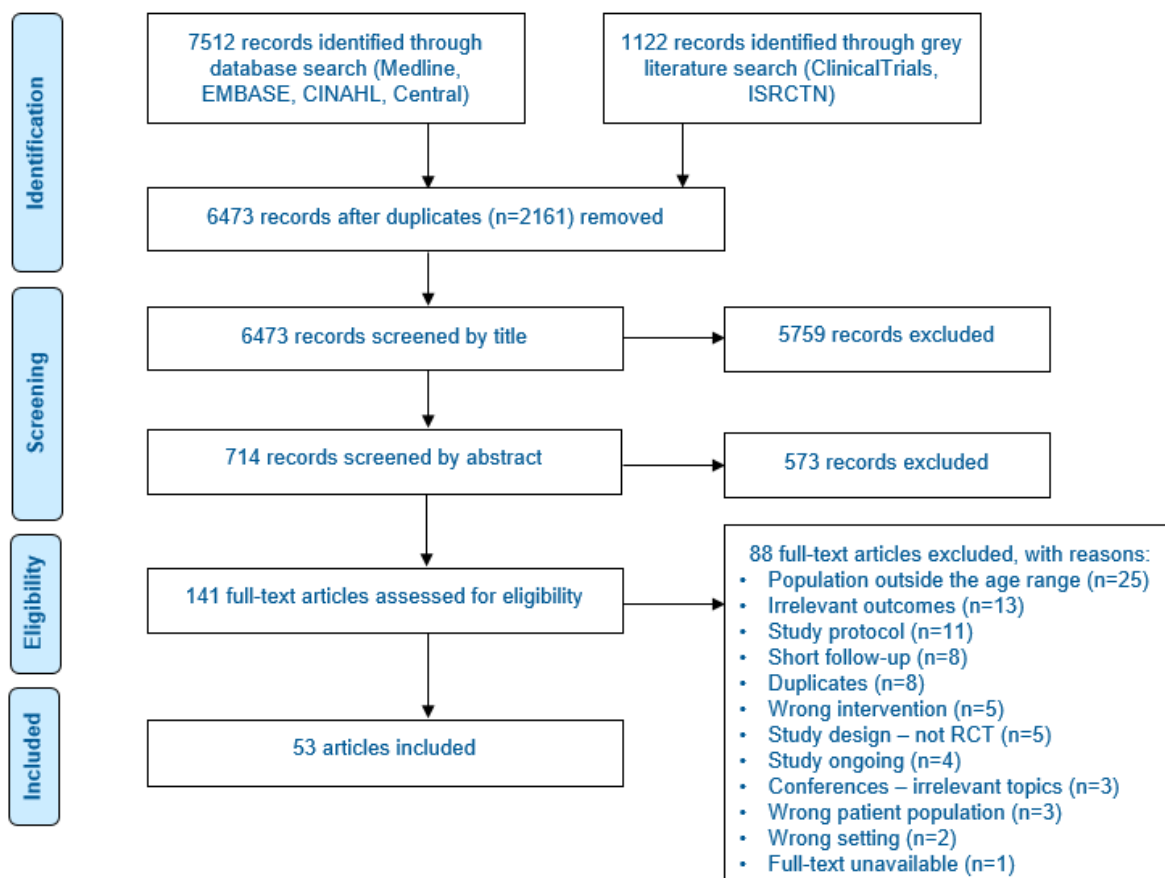 Identification
7512 records identified through
database search (Medline,
EMBASE, CINAHL, Central)
1122 records identified through grey
literature search (ClinicalTrials,
ISRCTN)
6473 records after duplicates (n=2161) removed
Screening
6473 records screened by title
5759 records excluded
714 records screened by abstract
573 records excluded
Eligibility
141 full-text articles assessed for eligibility
88 full-text articles excluded, with reasons:
• Population outside the age range (n=25)
• Irrelevant outcomes (n=13)
• Study protocol (n=11)
• Short follow-up (n=8)
• Duplicates (n=8)
• Wrong intervention (n=5)
• Study design – not RCT (n=5)
• Study ongoing (n=4)
• Conferences – irrelevant topics (n=3)
• Wrong patient population (n=3)
• Wrong setting (n=2)
• Full-text unavailable (n=1)
Included
53 articles included